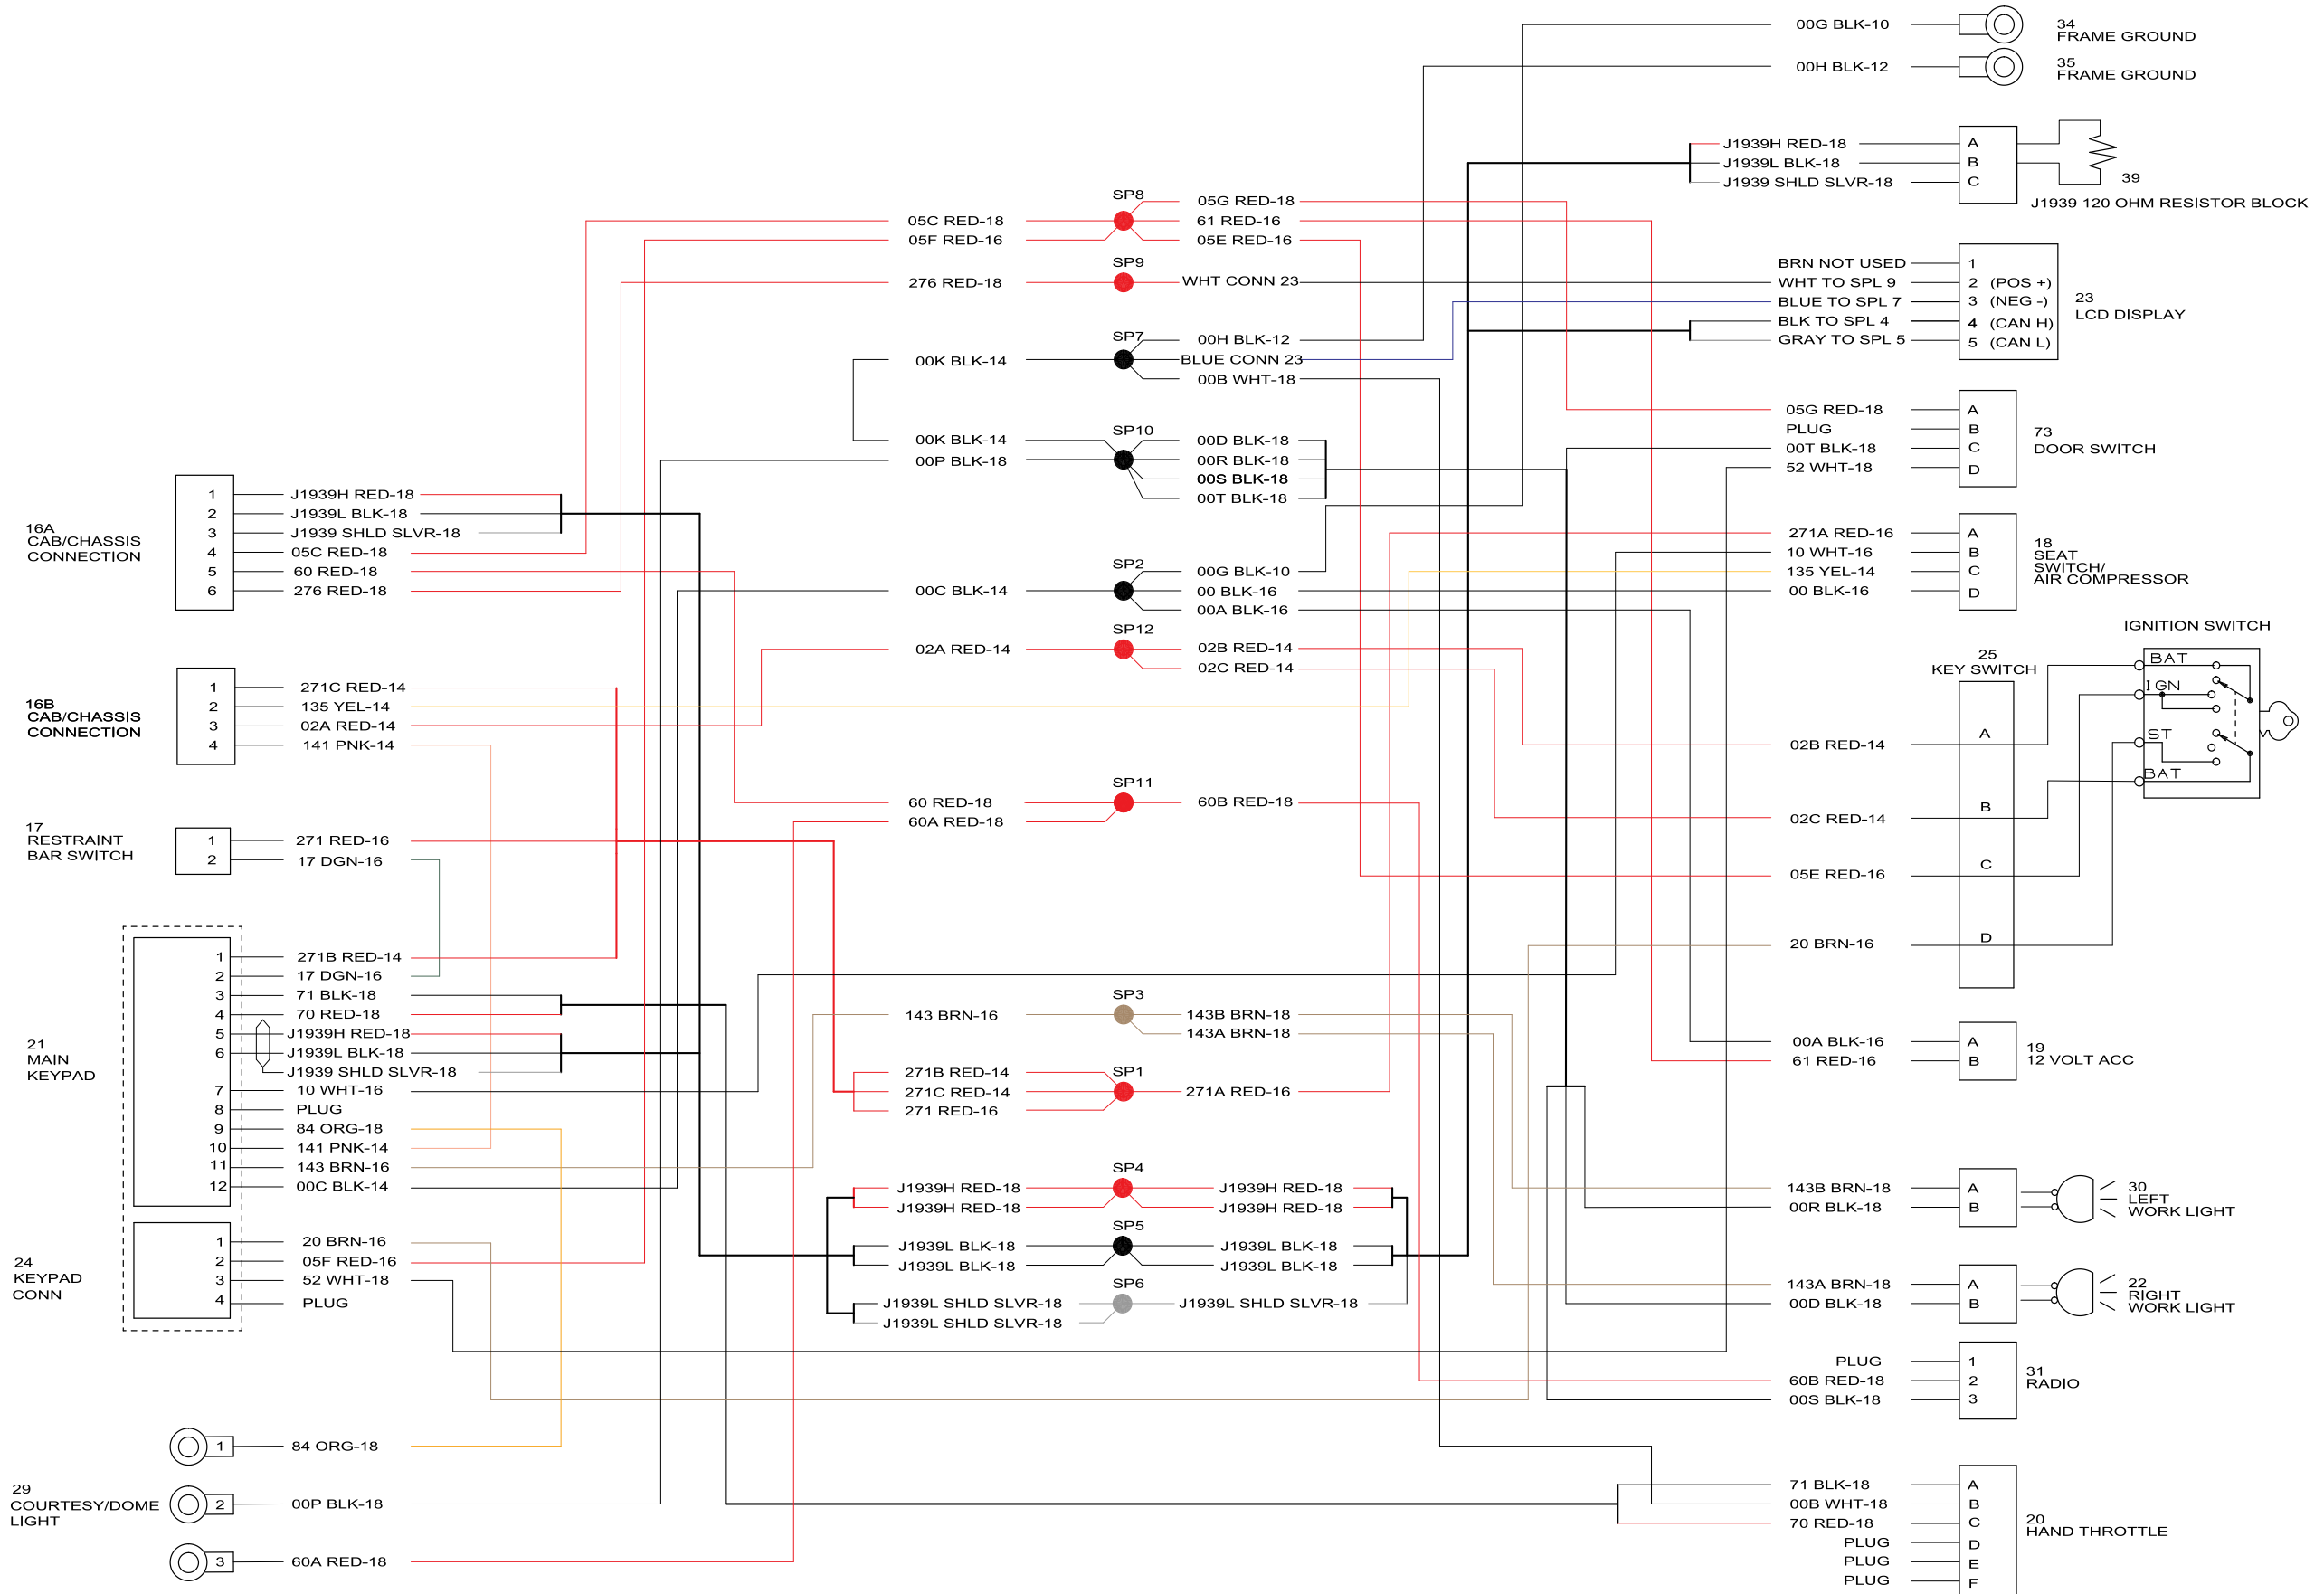 16A
CAB/CHASSIS
CONNECTION
1 J1939H RED-18
2 J1939L BLK-18
3 J1939 SHLD SLVR-18
4 05C RED-18
5 60 RED-18
6 276 RED-18
16B
CAB/CHASSIS
CONNECTION
1 271C RED-14
2 135 YEL-14
3 02A RED-14
4 141 PNK-14
17
RESTRAINT
BAR SWITCH
1 271 RED-16
2 17 DGN-16
21
MAIN
KEYPAD
1 271B RED-14
2 17 DGN-16
3 71 BLK-18
4 70 RED-18
5 J1939H RED-18
6 J1939L BLK-18
J1939 SHLD SLVR-18
7 10 WHT-16
8 PLUG
9 84 ORG-18
10 141 PNK-14
11 143 BRN-16
12 00C BLK-14
24
KEYPAD
CONN
1 20 BRN-16
2 05F RED-16
3 52 WHT-18
4 PLUG
29
COURTESY/DOME
LIGHT
1 84 ORG-18
2 00P BLK-18
3 60A RED-18
SP8
05C RED-18
05F RED-16
05G RED-18
61 RED-16
05E RED-16
SP9
276 RED-18
WHT CONN 23
SP7
00K BLK-14
00H BLK-12
BLUE CONN 23
00B WHT-18
SP10
00K BLK-14
00P BLK-18
00D BLK-18
00R BLK-18
00S BLK-18
00T BLK-18
SP2
00C BLK-14
00G BLK-10
00 BLK-16
00A BLK-16
SP12
02A RED-14
02B RED-14
02C RED-14
SP11
60 RED-18
60A RED-18
60B RED-18
SP3
143 BRN-16
143B BRN-18
143A BRN-18
SP1
271B RED-14
271C RED-14
271 RED-16
271A RED-16
SP4
J1939H RED-18
J1939H RED-18
J1939H RED-18
J1939H RED-18
SP5
J1939L BLK-18
J1939L BLK-18
J1939L BLK-18
J1939L BLK-18
SP6
J1939L SHLD SLVR-18
J1939L SHLD SLVR-18
J1939L SHLD SLVR-18
00G BLK-10
34
FRAME GROUND
00H BLK-12
35
FRAME GROUND
J1939H RED-18 A
J1939L BLK-18 B
J1939 SHLD SLVR-18 C
39
J1939 120 OHM RESISTOR BLOCK
BRN NOT USED 1
WHT TO SPL 9 2 (POS +)
BLUE TO SPL 7 3 (NEG -)
BLK TO SPL 4 4 (CAN H)
GRAY TO SPL 5 5 (CAN L)
23
LCD DISPLAY
05G RED-18 A
PLUG B
00T BLK-18 C
52 WHT-18 D
73
DOOR SWITCH
271A RED-16 A
10 WHT-16 B
135 YEL-14 C
00 BLK-16 D
18
SEAT
SWITCH/
AIR COMPRESSOR
IGNITION SWITCH
25
KEY SWITCH
02B RED-14 A
02C RED-14 B
05E RED-16 C
20 BRN-16 D
BAT
IGN
ST
BAT
00A BLK-16 A
61 RED-16 B
19
12 VOLT ACC
143B BRN-18 A
00R BLK-18 B
30
LEFT
WORK LIGHT
143A BRN-18 A
00D BLK-18 B
22
RIGHT
WORK LIGHT
PLUG 1
60B RED-18 2
00S BLK-18 3
31
RADIO
71 BLK-18 A
00B WHT-18 B
70 RED-18 C
PLUG D
PLUG E
PLUG F
20
HAND THROTTLE